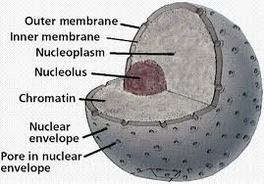 Outer membrane
Inner membrane
Nucleoplasm
Nucleolus
Chromatin
Nuclear
envelope
Pore in nuclear
envelope